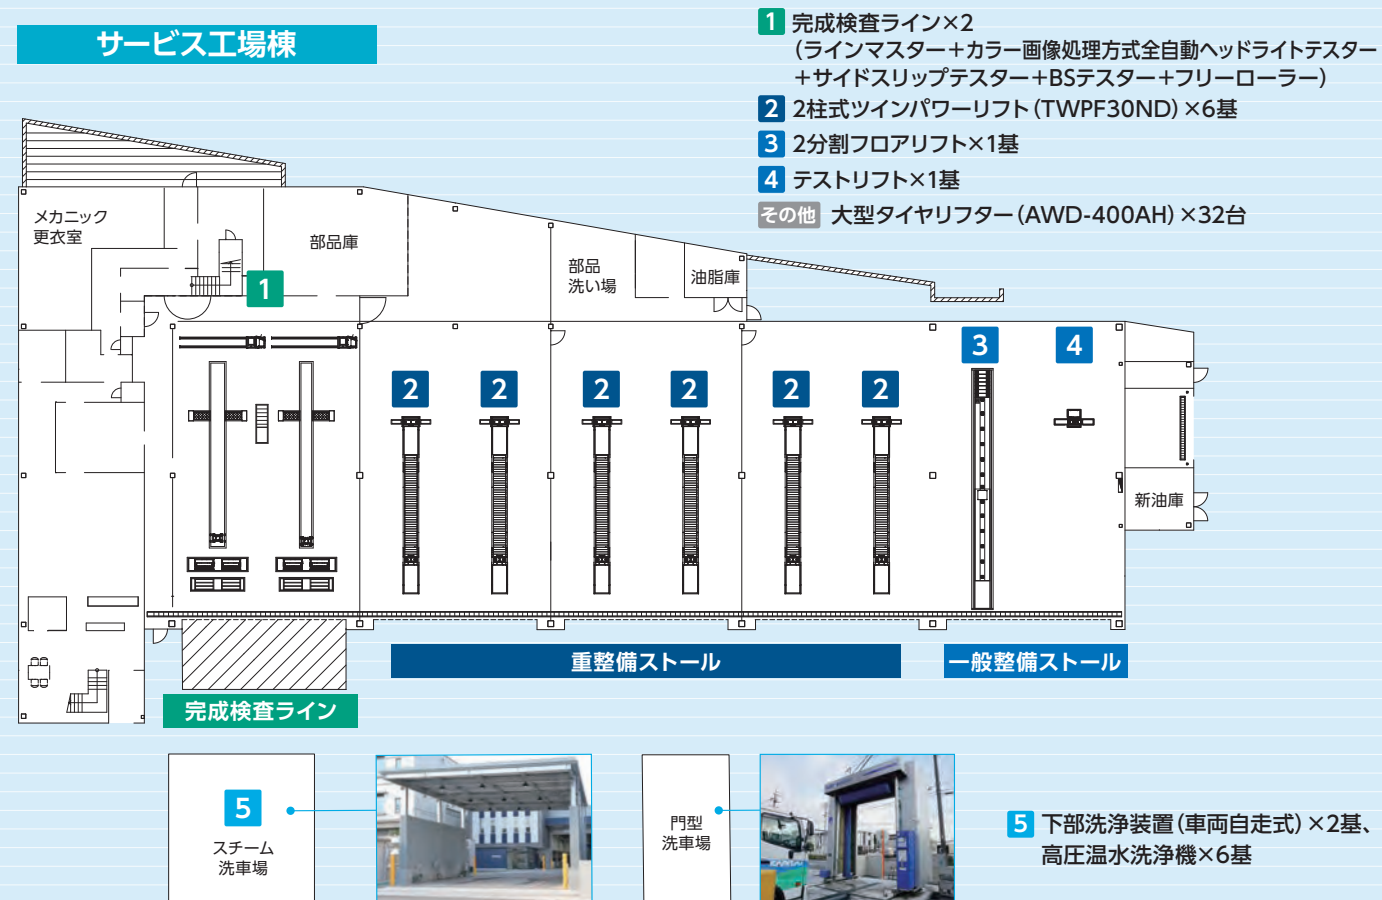 サービス工場棟
1 完成検査ライン×2
（ラインマスター＋カラー画像処理方式全自動ヘッドライトテスター
＋サイドスリップテスター＋BSテスター＋フリーローラー）
2 2柱式ツインパワーリフト（TWPF30ND）×6基
3 2分割フロアリフト×1基
4 テストリフト×1基
その他 大型タイヤリフター（AWD-400AH）×32台
メカニック
更衣室
部品庫
1
部品
洗い場
油脂庫
3
4
2
2
2
2
2
2
新油庫
重整備ストール
一般整備ストール
完成検査ライン
5
スチーム
洗車場
門型
洗車場
KANSAI
5 下部洗浄装置（車両自走式）×2基、
高圧温水洗浄機×6基